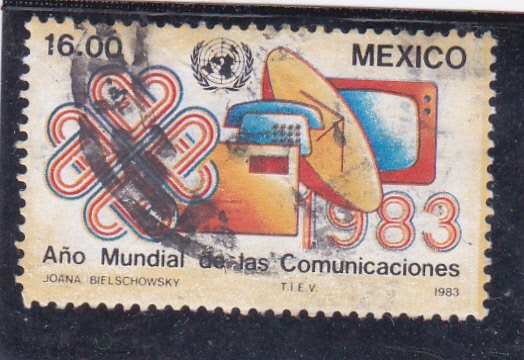 16.00 MEXICO
1983
Año Mundial de las Comunicaciones
JOANA BIELSCHOWSKY T.I.E.V. 1983